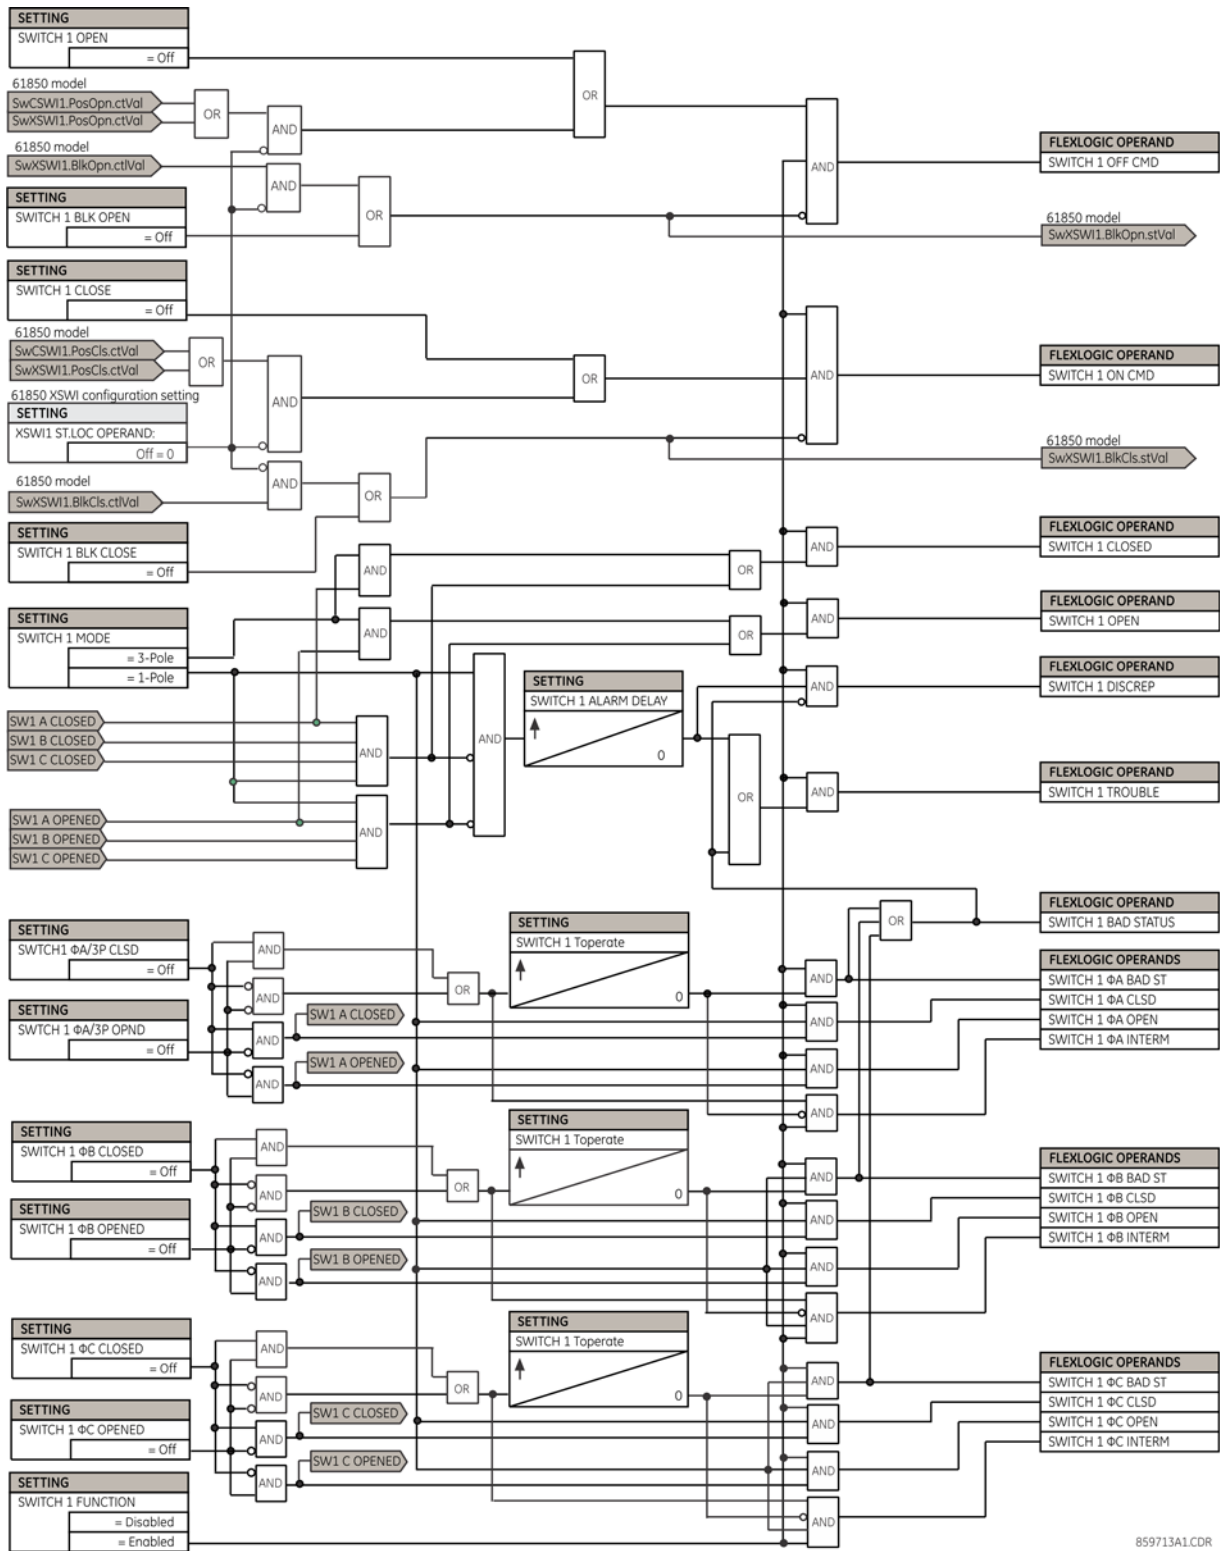 SETTING
SWITCH 1 OPEN
= Off
61850 model
SwCSWI1.PosOpn.ctVal
SwXSWI1.PosOpn.ctVal
OR
AND
OR
61850 model
SwXSWI1.BlkOpn.ctlVal
AND
AND
FLEXLOGIC OPERAND
SWITCH 1 OFF CMD
SETTING
SWITCH 1 BLK OPEN
= Off
OR
61850 model
SwXSWI1.BlkOpn.stVal
SETTING
SWITCH 1 CLOSE
= Off
61850 model
SwCSWI1.PosCls.ctVal
SwXSWI1.PosCls.ctVal
OR
OR
AND
FLEXLOGIC OPERAND
SWITCH 1 ON CMD
61850 XSWI configuration setting
SETTING
XSWI1 ST.LOC OPERAND:
Off = 0
AND
61850 model
SwXSWI1.BlkCls.stVal
61850 model
SwXSWI1.BlkCls.ctlVal
AND
OR
SETTING
SWITCH 1 BLK CLOSE
= Off
AND
OR
AND
FLEXLOGIC OPERAND
SWITCH 1 CLOSED
SETTING
SWITCH 1 MODE
= 3-Pole
= 1-Pole
AND
OR
AND
FLEXLOGIC OPERAND
SWITCH 1 OPEN
SETTING
SWITCH 1 ALARM DELAY
0
AND
FLEXLOGIC OPERAND
SWITCH 1 DISCREP
SW1 A CLOSED
SW1 B CLOSED
SW1 C CLOSED
AND
AND
OR
AND
FLEXLOGIC OPERAND
SWITCH 1 TROUBLE
SW1 A OPENED
SW1 B OPENED
SW1 C OPENED
AND
OR
FLEXLOGIC OPERAND
SWITCH 1 BAD STATUS
SETTING
SWTCH1 ΦA/3P CLSD
= Off
SETTING
SWTCH 1 ΦA/3P OPND
= Off
AND
AND
AND
AND
SW1 A CLOSED
SW1 A OPENED
OR
SETTING
SWITCH 1 Toperate
0
AND
AND
AND
AND
FLEXLOGIC OPERANDS
SWITCH 1 ΦA BAD ST
SWITCH 1 ΦA CLSD
SWITCH 1 ΦA OPEN
SWITCH 1 ΦA INTERM
SETTING
SWITCH 1 ΦB CLOSED
= Off
SETTING
SWITCH 1 ΦB OPENED
= Off
AND
AND
AND
AND
SW1 B CLOSED
SW1 B OPENED
OR
SETTING
SWITCH 1 Toperate
0
AND
AND
AND
AND
FLEXLOGIC OPERANDS
SWITCH 1 ΦB BAD ST
SWITCH 1 ΦB CLSD
SWITCH 1 ΦB OPEN
SWITCH 1 ΦB INTERM
SETTING
SWITCH 1 ΦC CLOSED
= Off
SETTING
SWITCH 1 ΦC OPENED
= Off
AND
AND
AND
AND
SW1 C CLOSED
SW1 C OPENED
OR
SETTING
SWITCH 1 Toperate
0
AND
AND
AND
AND
FLEXLOGIC OPERANDS
SWITCH 1 ΦC BAD ST
SWITCH 1 ΦC CLSD
SWITCH 1 ΦC OPEN
SWITCH 1 ΦC INTERM
SETTING
SWITCH 1 FUNCTION
= Disabled
= Enabled
859713A1.CDR